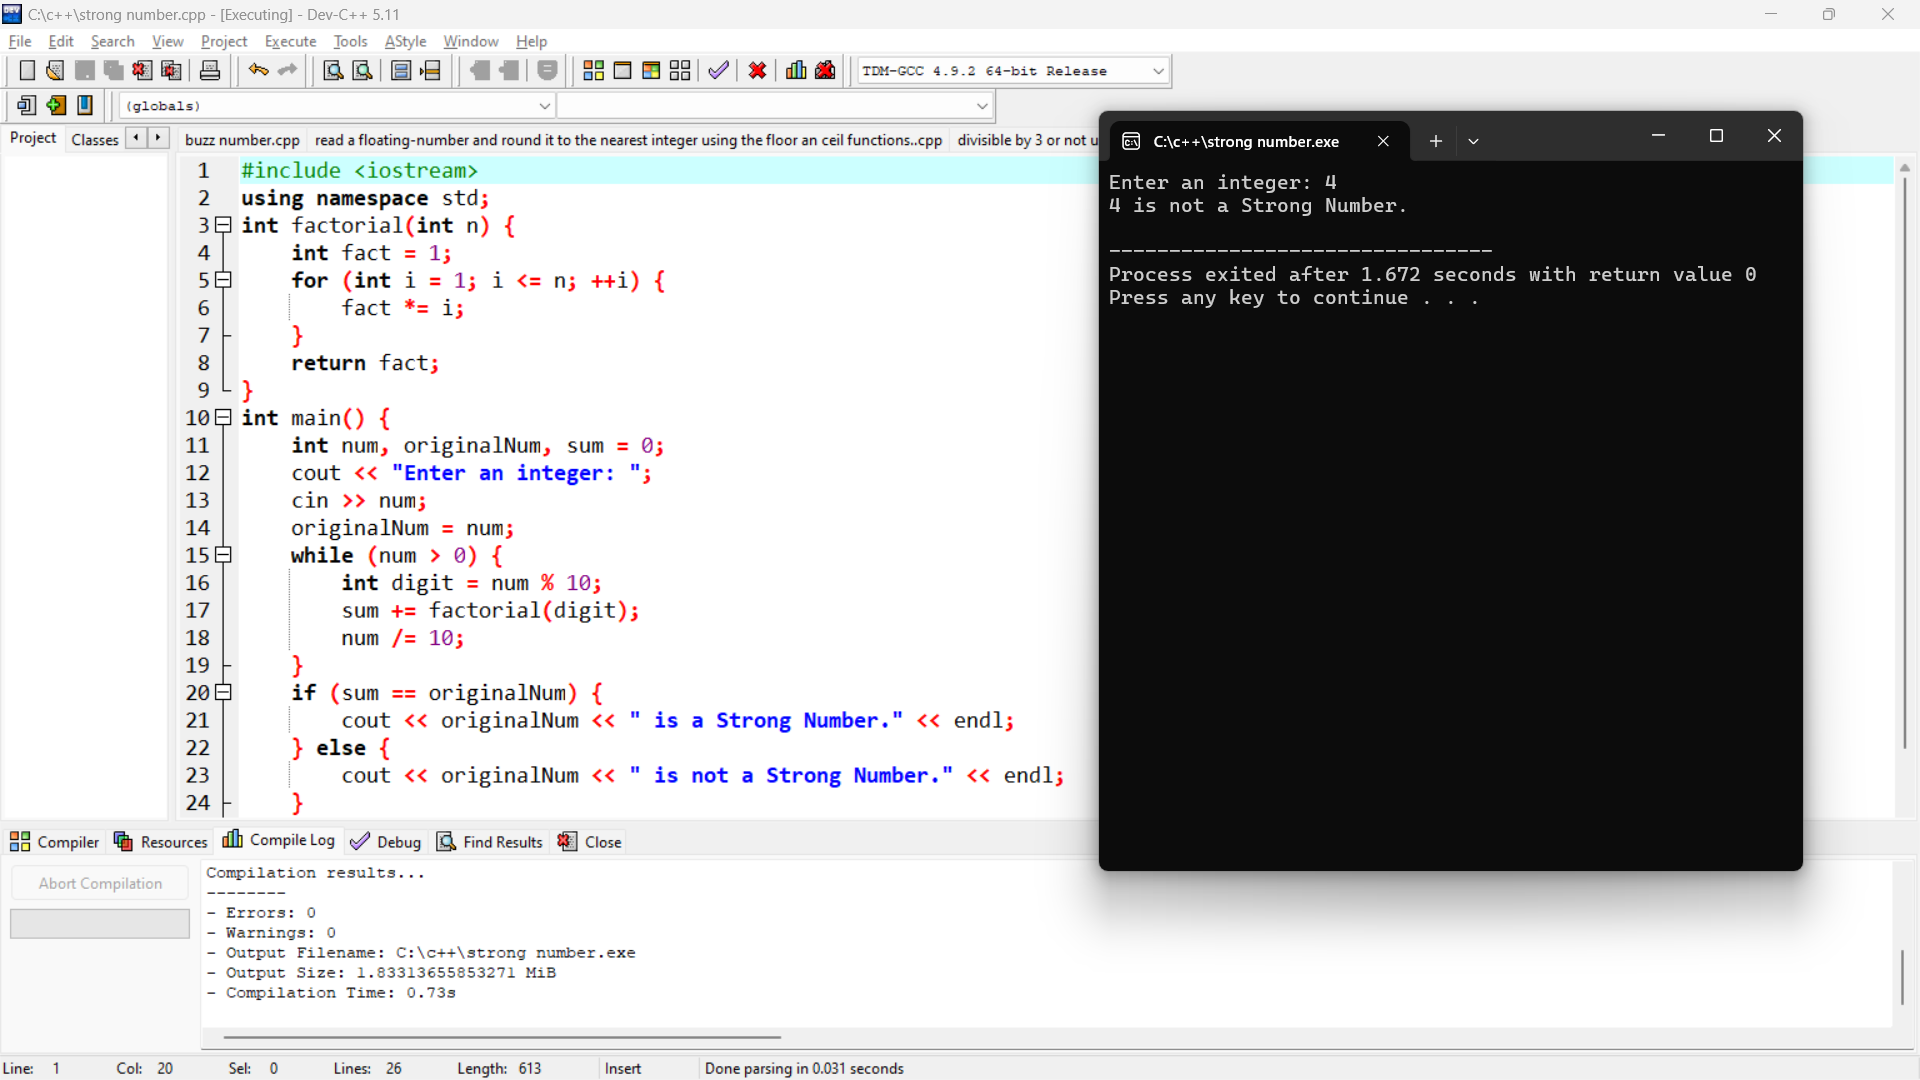 C:\c++\strong number.cpp - [Executing] - Dev-C++ 5.11
File Edit Search View Project Execute Tools AStyle Window Help
TDM-GCC 4.9.2 64-bit Release
(globals)
Project Classes
buzz number.cpp read a floating-number and round it to the nearest integer using the floor an ceil functions..cpp divisible by 3 or not u
1 #include <iostream>
2 using namespace std;
3 int factorial(int n) {
4 int fact = 1;
5 for (int i = 1; i <= n; ++i) {
6 fact *= i;
7 }
8 return fact;
9 }
10 int main() {
11 int num, originalNum, sum = 0;
12 cout << "Enter an integer: ";
13 cin >> num;
14 originalNum = num;
15 while (num > 0) {
16 int digit = num % 10;
17 sum += factorial(digit);
18 num /= 10;
19 }
20 if (sum == originalNum) {
21 cout << originalNum << " is a Strong Number." << endl;
22 } else {
23 cout << originalNum << " is not a Strong Number." << endl;
24 }
C:\c++\strong number.exe
Enter an integer: 4
4 is not a Strong Number.
--------------------------------
Process exited after 1.672 seconds with return value 0
Press any key to continue . . .
Compiler Resources Compile Log Debug Find Results Close
Abort Compilation
Compilation results...
--------
- Errors: 0
- Warnings: 0
- Output Filename: C:\c++\strong number.exe
- Output Size: 1.83313655853271 MiB
- Compilation Time: 0.73s
Line: 1 Col: 20 Sel: 0 Lines: 26 Length: 613 Insert Done parsing in 0.031 seconds